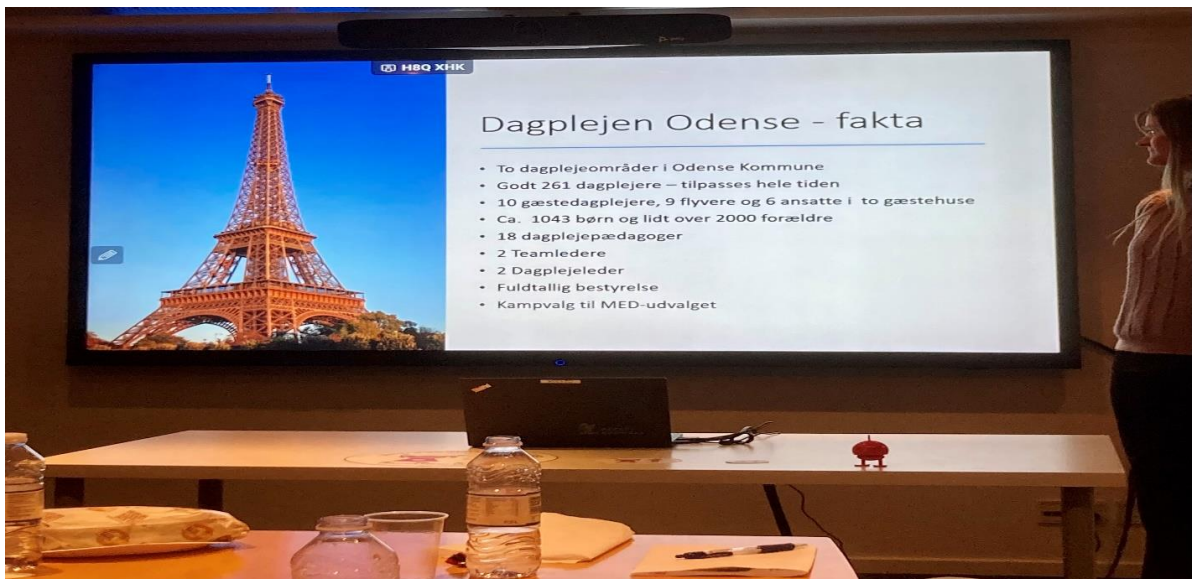 H8Q XHK
Dagplejen Odense - fakta
• To dagplejeområder i Odense Kommune
• Godt 261 dagplejere – tilpasses hele tiden
• 10 gæstedagplejere, 9 flyvere og 6 ansatte i to gæstehuse
• Ca. 1043 børn og lidt over 2000 forældre
• 18 dagplejepædagoger
• 2 Teamledere
• 2 Dagplejeleder
• Fuldtallig bestyrelse
• Kampvalg til MED-udvalget